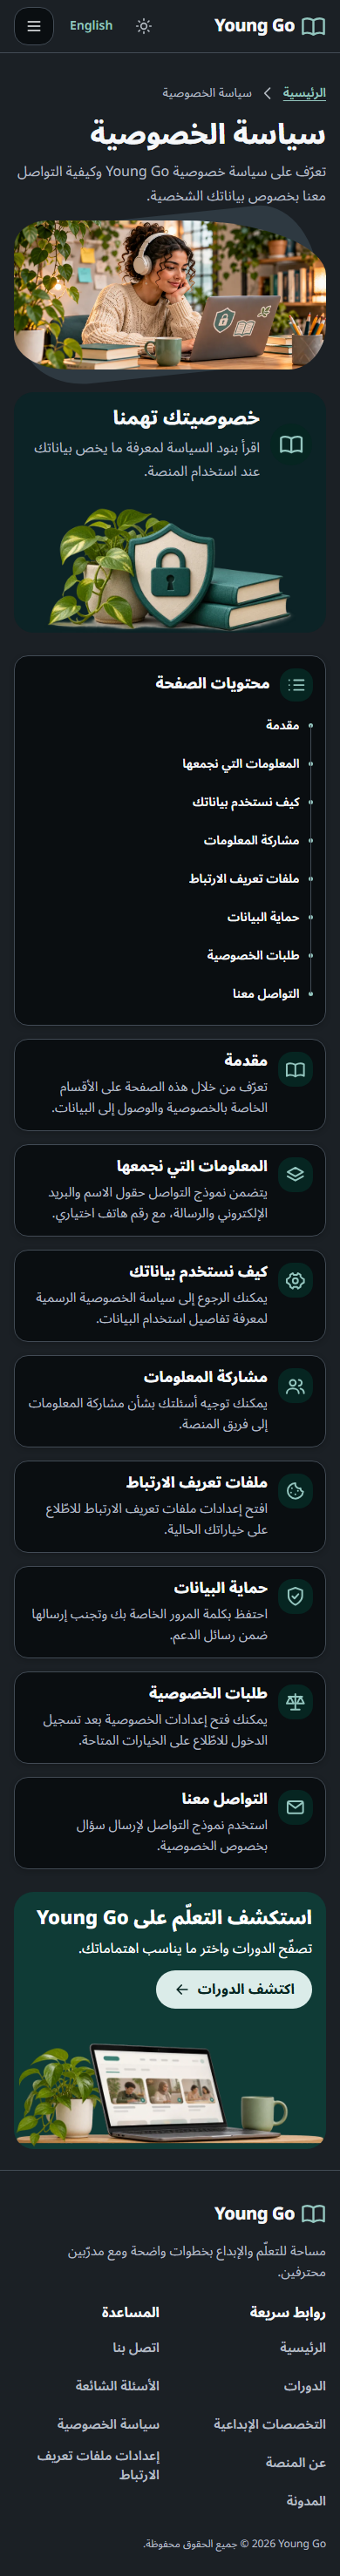 Young Go
English
الرئيسية
سياسة الخصوصية
سياسة الخصوصية
تعرّف على سياسة خصوصية Young Go وكيفية التواصل
معنا بخصوص بياناتك الشخصية.
خصوصيتك تهمنا
اقرأ بنود السياسة لمعرفة ما يخص بياناتك
عند استخدام المنصة.
محتويات الصفحة
مقدمة
المعلومات التي نجمعها
كيف نستخدم بياناتك
مشاركة المعلومات
ملفات تعريف الارتباط
حماية البيانات
طلبات الخصوصية
التواصل معنا
مقدمة
تعرّف من خلال هذه الصفحة على الأقسام
الخاصة بالخصوصية والوصول إلى البيانات.
المعلومات التي نجمعها
يتضمن نموذج التواصل حقول الاسم والبريد
الإلكتروني والرسالة، مع رقم هاتف اختياري.
كيف نستخدم بياناتك
يمكنك الرجوع إلى سياسة الخصوصية الرسمية
لمعرفة تفاصيل استخدام البيانات.
مشاركة المعلومات
يمكنك توجيه أسئلتك بشأن مشاركة المعلومات
إلى فريق المنصة.
ملفات تعريف الارتباط
افتح إعدادات ملفات تعريف الارتباط للاطّلاع
على خياراتك الحالية.
حماية البيانات
احتفظ بكلمة المرور الخاصة بك وتجنب إرسالها
ضمن رسائل الدعم.
طلبات الخصوصية
يمكنك فتح إعدادات الخصوصية بعد تسجيل
الدخول للاطّلاع على الخيارات المتاحة.
التواصل معنا
استخدم نموذج التواصل لإرسال سؤال
بخصوص الخصوصية.
استكشف التعلّم على Young Go
تصفّح الدورات واختر ما يناسب اهتماماتك.
اكتشف الدورات
Young Go
مساحة للتعلّم والإبداع بخطوات واضحة ومع مدرّبين
محترفين.
روابط سريعة
الرئيسية
الدورات
التخصصات الإبداعية
عن المنصة
المدونة
المساعدة
اتصل بنا
الأسئلة الشائعة
سياسة الخصوصية
إعدادات ملفات تعريف
الارتباط
Young Go 2026 © جميع الحقوق محفوظة.